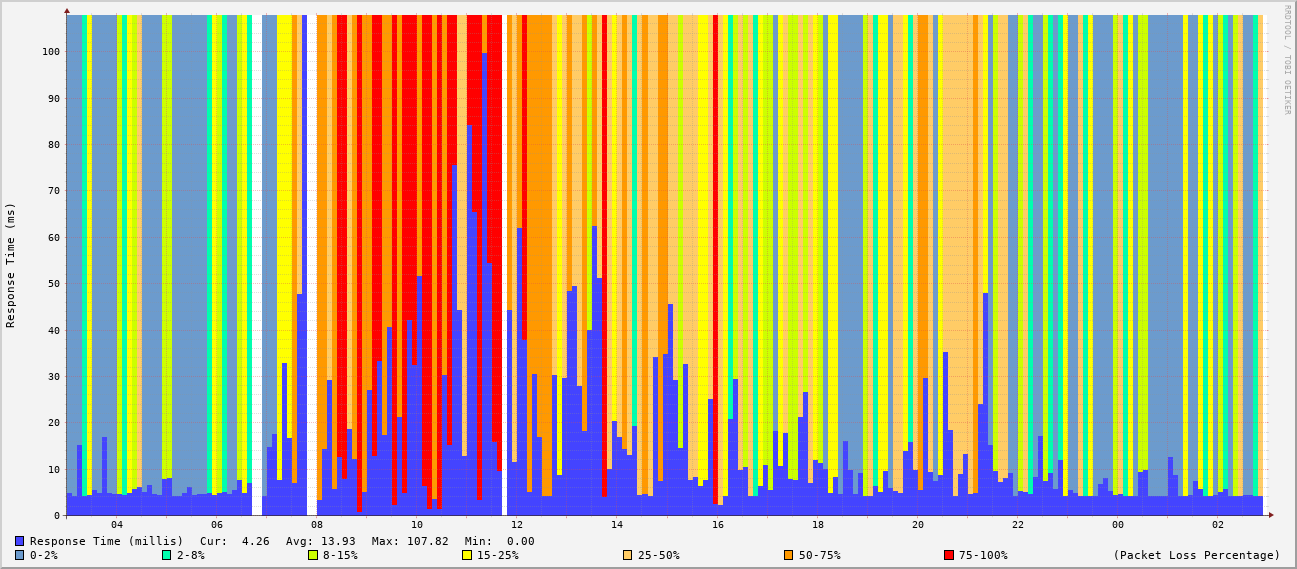 RRDTOOL / TOBI OETIKER
Response Time (ms)
100
90
80
70
60
50
40
30
20
10
0
04 06 08 10 12 14 16 18 20 22 00 02
Response Time (millis) Cur: 4.26 Avg: 13.93 Max: 107.82 Min: 0.00
0-2% 2-8% 8-15% 15-25% 25-50% 50-75% 75-100% (Packet Loss Percentage)